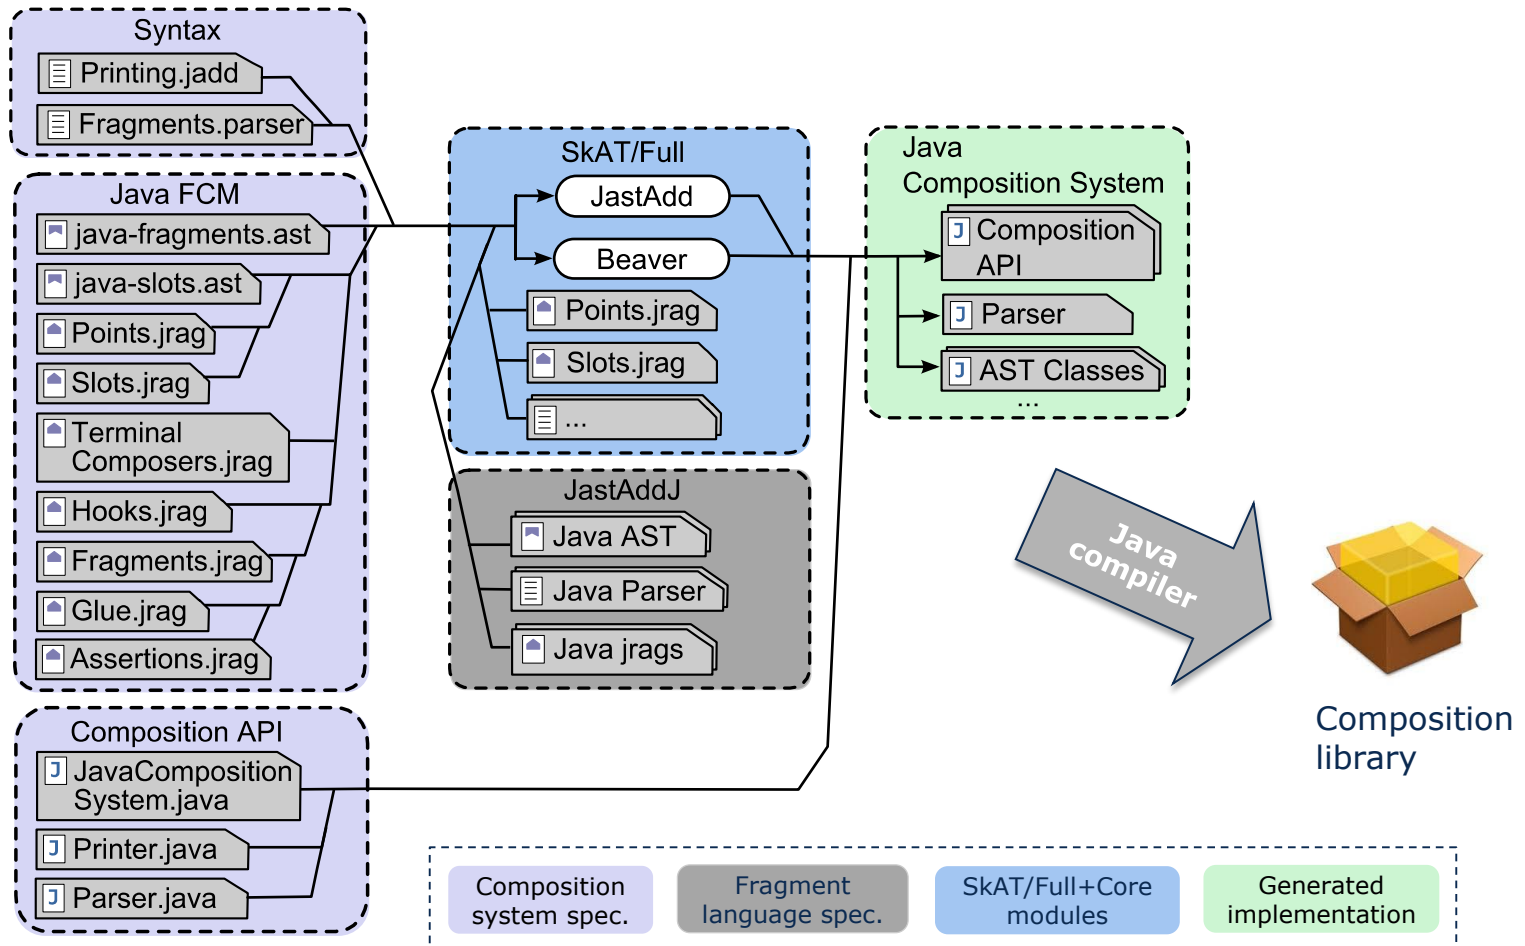 Syntax
Printing.jadd
Fragments.parser
Java FCM
java-fragments.ast
java-slots.ast
Points.jrag
Slots.jrag
Terminal
Composers.jrag
Hooks.jrag
Fragments.jrag
Glue.jrag
Assertions.jrag
Composition API
J
JavaComposition
System.java
J
Printer.java
J
Parser.java
SkAT/Full
JastAdd
Beaver
Points.jrag
Slots.jrag
...
JastAddJ
Java AST
Java Parser
Java jrags
Java
Composition System
J
Composition
API
J
Parser
J
AST Classes
...
Java
compiler
Composition
library
Composition
system spec.
Fragment
language spec.
SkAT/Full+Core
modules
Generated
implementation